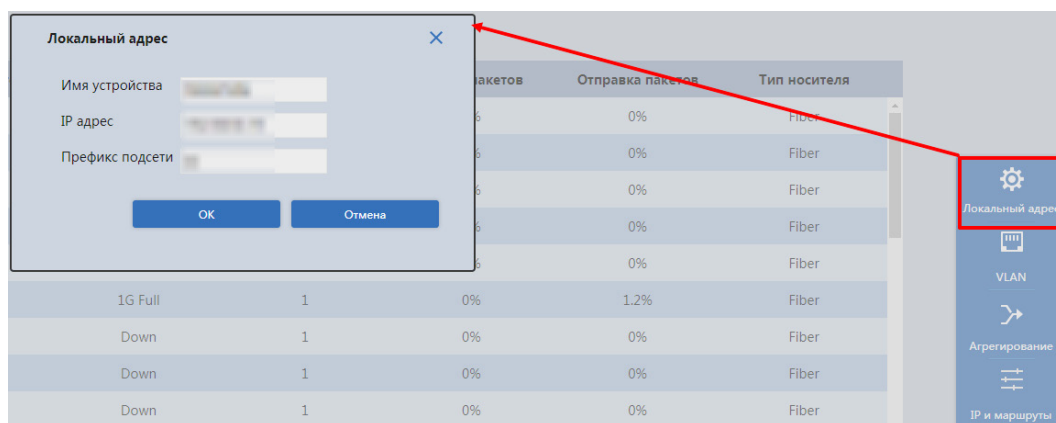 Локальный адрес
Имя устройства
IP адрес
Префикс подсети
OK Отмена
пакетов Отправка пакетов Тип носителя
% 0% Fiber
% 0% Fiber
% 0% Fiber
% 0% Fiber
% 0% Fiber
1G Full 1 0% 1.2% Fiber
Down 1 0% 0% Fiber
Down 1 0% 0% Fiber
Down 1 0% 0% Fiber
Локальный адрес
VLAN
Агрегирование
IP и маршруты